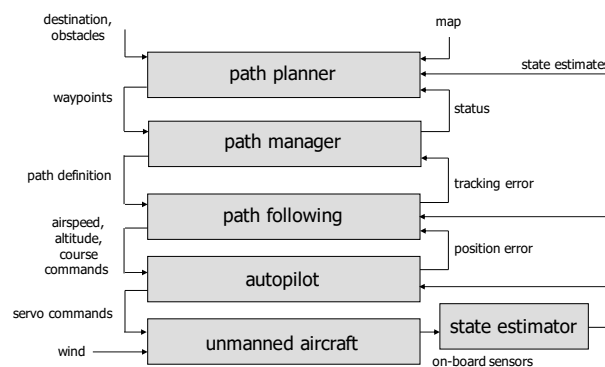 destination,
obstacles
map
path planner
state estimates
waypoints
status
path manager
path definition
tracking error
path following
airspeed,
altitude,
course
commands
position error
autopilot
servo commands
unmanned aircraft
state estimator
wind
on-board sensors